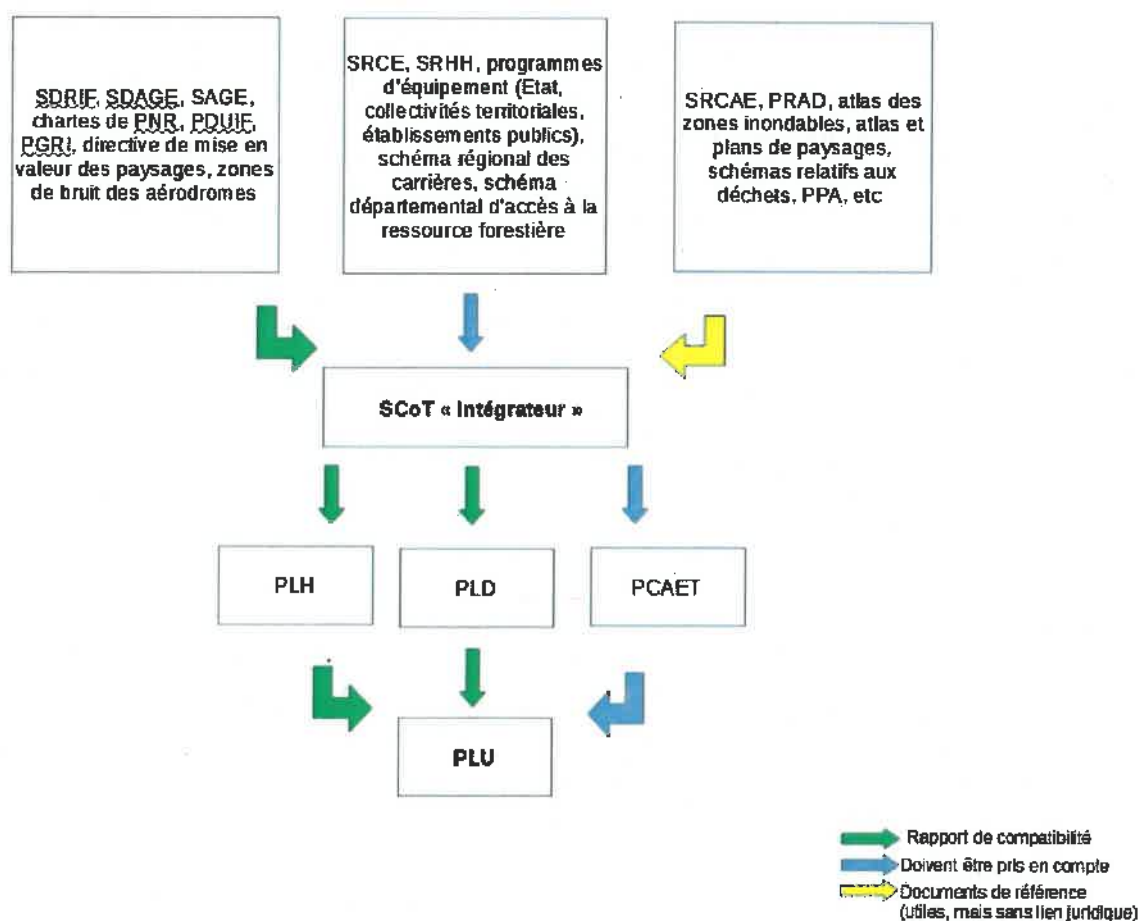 SDRIF, SDAGE, SAGE,
chartes de PNR, PDUIF,
PGRI, directive de mise en
valeur des paysages, zones
de bruit des aérodromes
SRCE, SRHH, programmes
d'équipement (Etat,
collectivités territoriales,
établissements publics),
schéma régional des
carrières, schéma
départemental d'accès à la
ressource forestière
SRCAE, PRAD, atlas des
zones inondables, atlas et
plans de paysages,
schémas relatifs aux
déchets, PPA, etc
SCoT « Intégrateur »
PLH
PLD
PCAET
PLU
Rapport de compatibilité
Doivent être pris en compte
Documents de référence
(utiles, mais sans lien juridique)